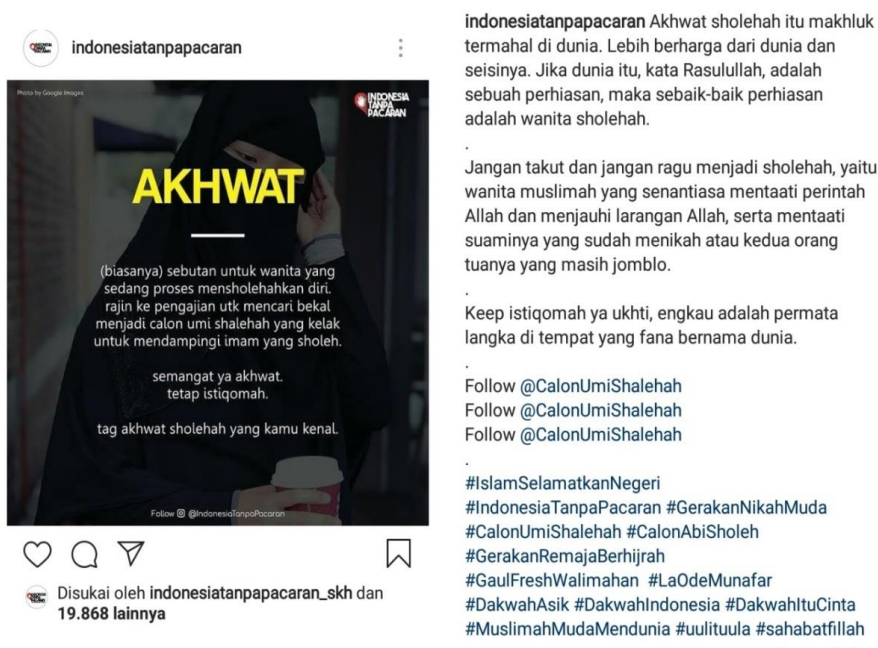 indonesiatanpapacaran
Photo by Google Images
INDONESIA
TANPA
PACARAN
AKHWAT
(biasanya) sebutan untuk wanita yang
sedang proses mensholehahkan diri.
rajin ke pengajian utk mencari bekal
menjadi calon umi shalehah yang kelak
untuk mendampingi imam yang sholeh.
semangat ya akhwat.
tetap istiqomah.
tag akhwat sholehah yang kamu kenal.
Follow @IndonesiaTanpaPacaran
Disukai oleh indonesiatanpapacaran_skh dan
19.868 lainnya
indonesiatanpapacaran Akhwat sholehah itu makhluk
termahal di dunia. Lebih berharga dari dunia dan
seisinya. Jika dunia itu, kata Rasulullah, adalah
sebuah perhiasan, maka sebaik-baik perhiasan
adalah wanita sholehah.
.
Jangan takut dan jangan ragu menjadi sholehah, yaitu
wanita muslimah yang senantiasa mentaati perintah
Allah dan menjauhi larangan Allah, serta mentaati
suaminya yang sudah menikah atau kedua orang
tuanya yang masih jomblo.
.
Keep istiqomah ya ukhti, engkau adalah permata
langka di tempat yang fana bernama dunia.
.
Follow @CalonUmiShalehah
Follow @CalonUmiShalehah
Follow @CalonUmiShalehah
.
#IslamSelamatkanNegeri
#IndonesiaTanpaPacaran #GerakanNikahMuda
#CalonUmiShalehah #CalonAbiSholeh
#GerakanRemajaBerhijrah
#GaulFreshWalimahan #LaOdeMunafar
#DakwahAsik #DakwahIndonesia #DakwahItuCinta
#MuslimahMudaMendunia #uulituula #sahabatfillah